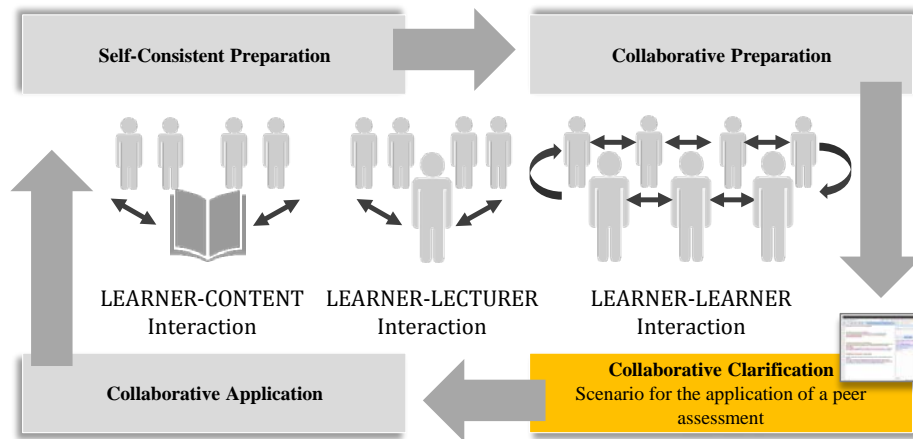 Self-Consistent Preparation
Collaborative Preparation
LEARNER-CONTENT
Interaction
LEARNER-LECTURER
Interaction
LEARNER-LEARNER
Interaction
Collaborative Application
Collaborative Clarification
Scenario for the application of a peer
assessment